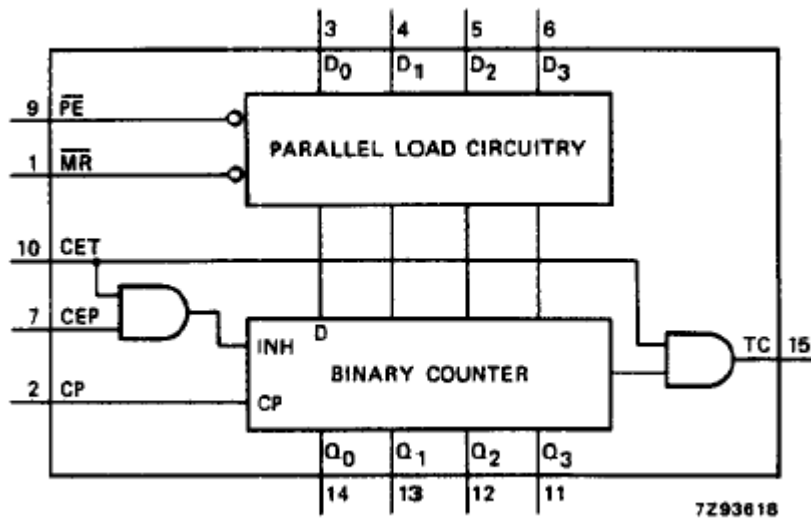 3 4 5 6
D0 D1 D2 D3
9 PE
PARALLEL LOAD CIRCUITRY
1 MR
10 CET
7 CEP
D
INH
TC 15
BINARY COUNTER
2 CP
CP
Q0 Q1 Q2 Q3
14 13 12 11
7Z93618